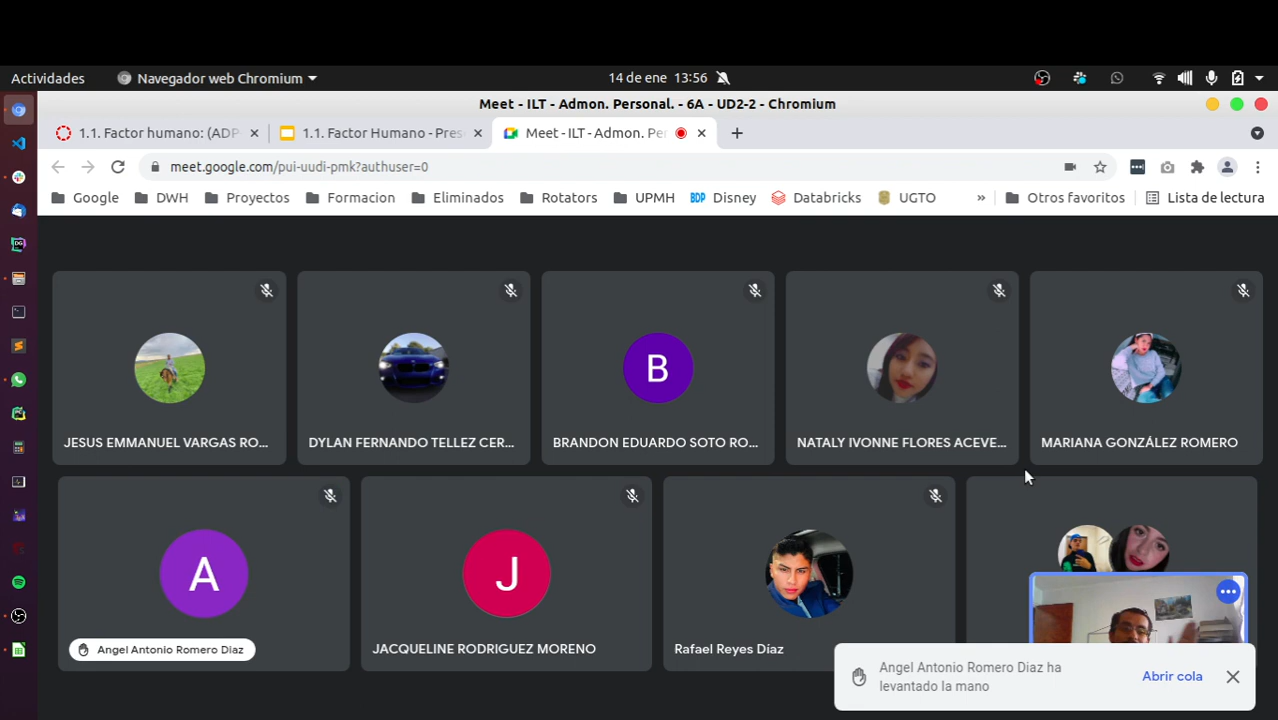 Actividades
Navegador web Chromium
14 de ene 13:56
Meet - ILT - Admon. Personal. - 6A - UD2-2 - Chromium
1.1. Factor humano: (ADP
1.1. Factor Humano - Pres
Meet - ILT - Admon. Per
meet.google.com/pui-uudi-pmk?authuser=0
Google
DWH
Proyectos
Formacion
Eliminados
Rotators
UPMH
BDP Disney
Databricks
UGTO
»
Otros favoritos
Lista de lectura
JESUS EMMANUEL VARGAS RO...
DYLAN FERNANDO TELLEZ CER...
B
BRANDON EDUARDO SOTO RO...
NATALY IVONNE FLORES ACEVE...
MARIANA GONZÁLEZ ROMERO
A
Angel Antonio Romero Diaz
J
JACQUELINE RODRIGUEZ MORENO
Rafael Reyes Díaz
Angel Antonio Romero Diaz ha
levantado la mano
Abrir cola